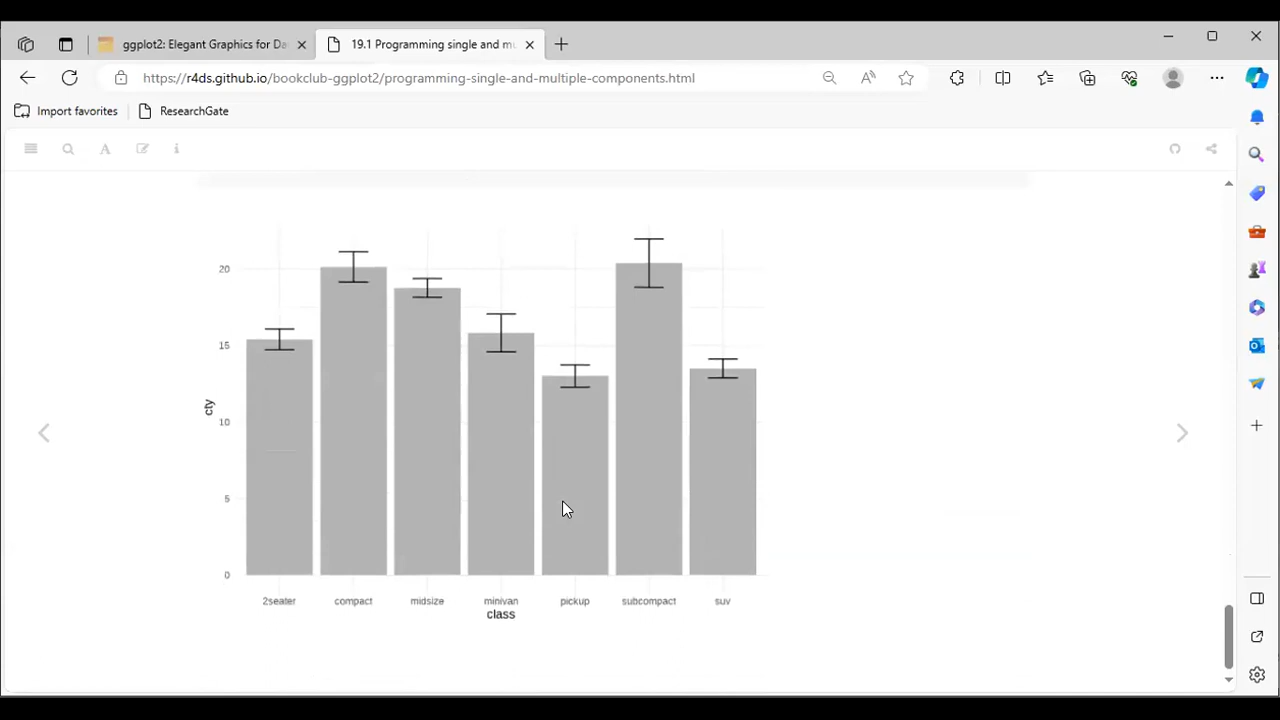 ggplot2: Elegant Graphics for Da
19.1 Programming single and mu
https://r4ds.github.io/bookclub-ggplot2/programming-single-and-multiple-components.html
Import favorites
ResearchGate
20
15
10
5
0
cty
2seater compact midsize minivan pickup subcompact suv
class